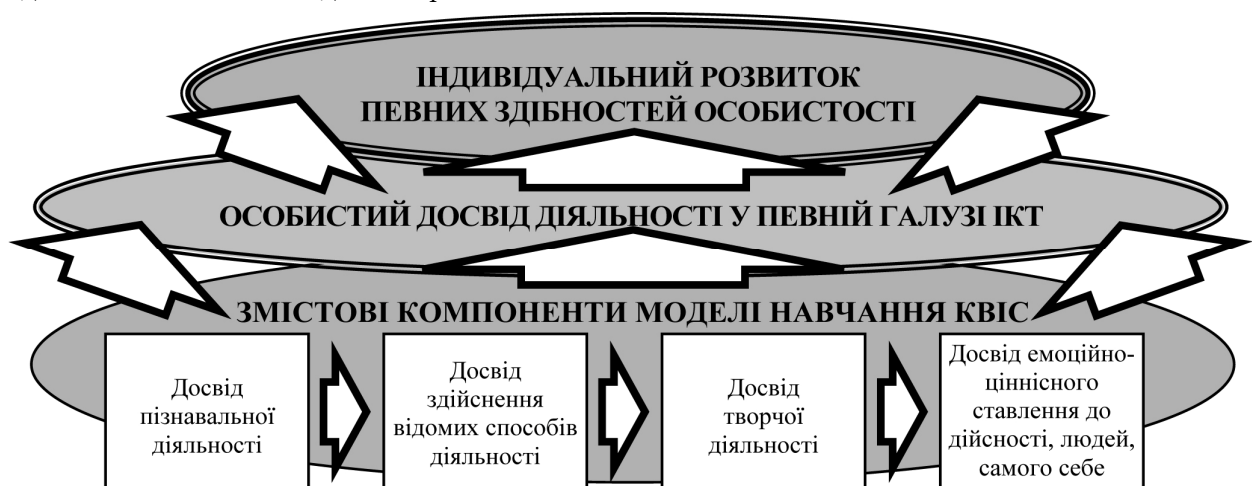 ІНДИВІДУАЛЬНИЙ РОЗВИТОК
ПЕВНИХ ЗДІБНОСТЕЙ ОСОБИСТОСТІ
ОСОБИСТИЙ ДОСВІД ДІЯЛЬНОСТІ У ПЕВНІЙ ГАЛУЗІ ІКТ
ЗМІСТОВІ КОМПОНЕНТИ МОДЕЛІ НАВЧАННЯ КВІС
Досвід
пізнавальної
діяльності
Досвід
здійснення
відомих способів
діяльності
Досвід
творчої
діяльності
Досвід емоційно-
ціннісного
ставлення до
дійсності, людей,
самого себе